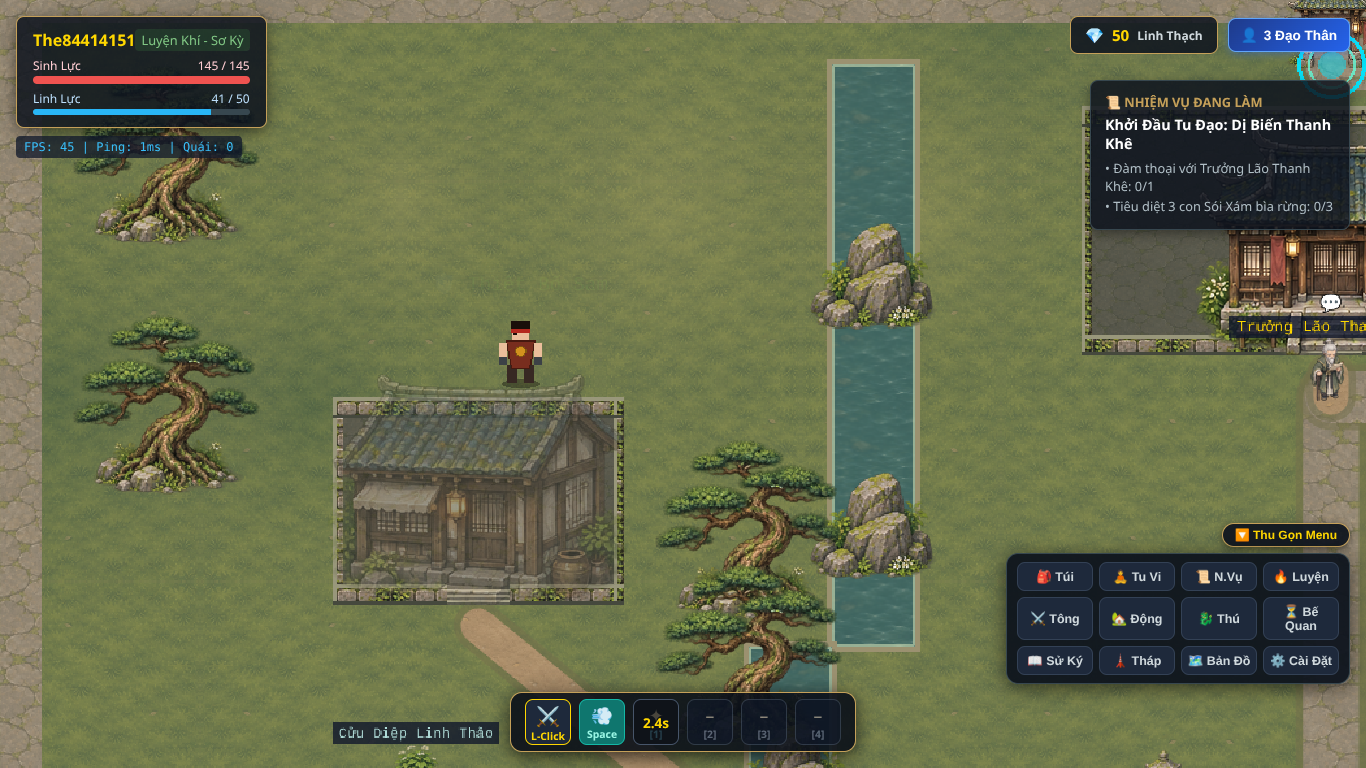 The84414151 Luyện Khí - Sơ Kỳ
Sinh Lực 145 / 145
Linh Lực 41 / 50
FPS: 45 | Ping: 1ms | Quái: 0
50 Linh Thạch
3 Đạo Thân
NHIỆM VỤ ĐANG LÀM
Khởi Đầu Tu Đạo: Dị Biến Thanh
Khê
• Đàm thoại với Trưởng Lão Thanh
Khê: 0/1
• Tiêu diệt 3 con Sói Xám bìa rừng: 0/3
Trưởng Lão Tha
Thu Gọn Menu
Túi Tu Vi N.Vụ Luyện
Tông Động Thú Bế
Quan
Sử Ký Tháp Bản Đồ Cài Đặt
Cửu Diệp Linh Thảo
L-Click Space 2.4s
[1] [2] [3] [4]